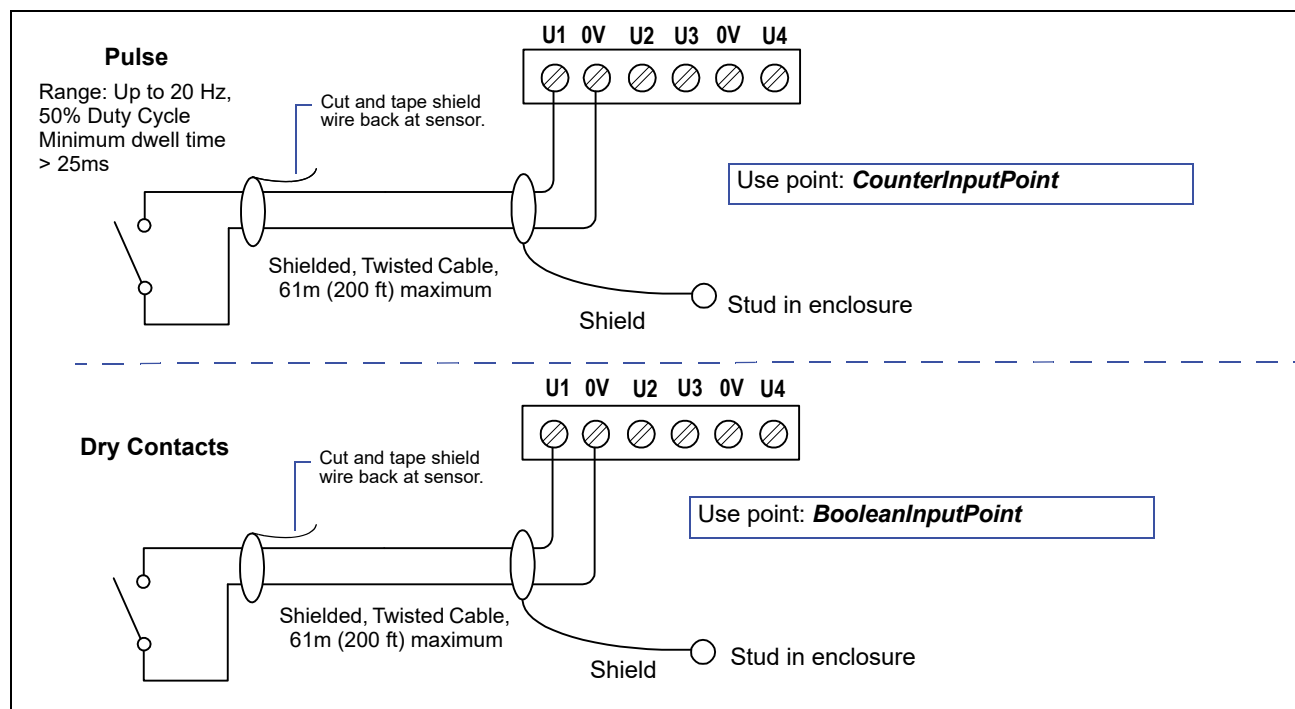 U1 0V U2 U3 0V U4
Pulse
Range: Up to 20 Hz,
50% Duty Cycle
Minimum dwell time
> 25ms
Cut and tape shield
wire back at sensor.
Use point: CounterInputPoint
Shielded, Twisted Cable,
61m (200 ft) maximum
Shield
Stud in enclosure
U1 0V U2 U3 0V U4
Dry Contacts
Cut and tape shield
wire back at sensor.
Use point: BooleanInputPoint
Shielded, Twisted Cable,
61m (200 ft) maximum
Shield
Stud in enclosure